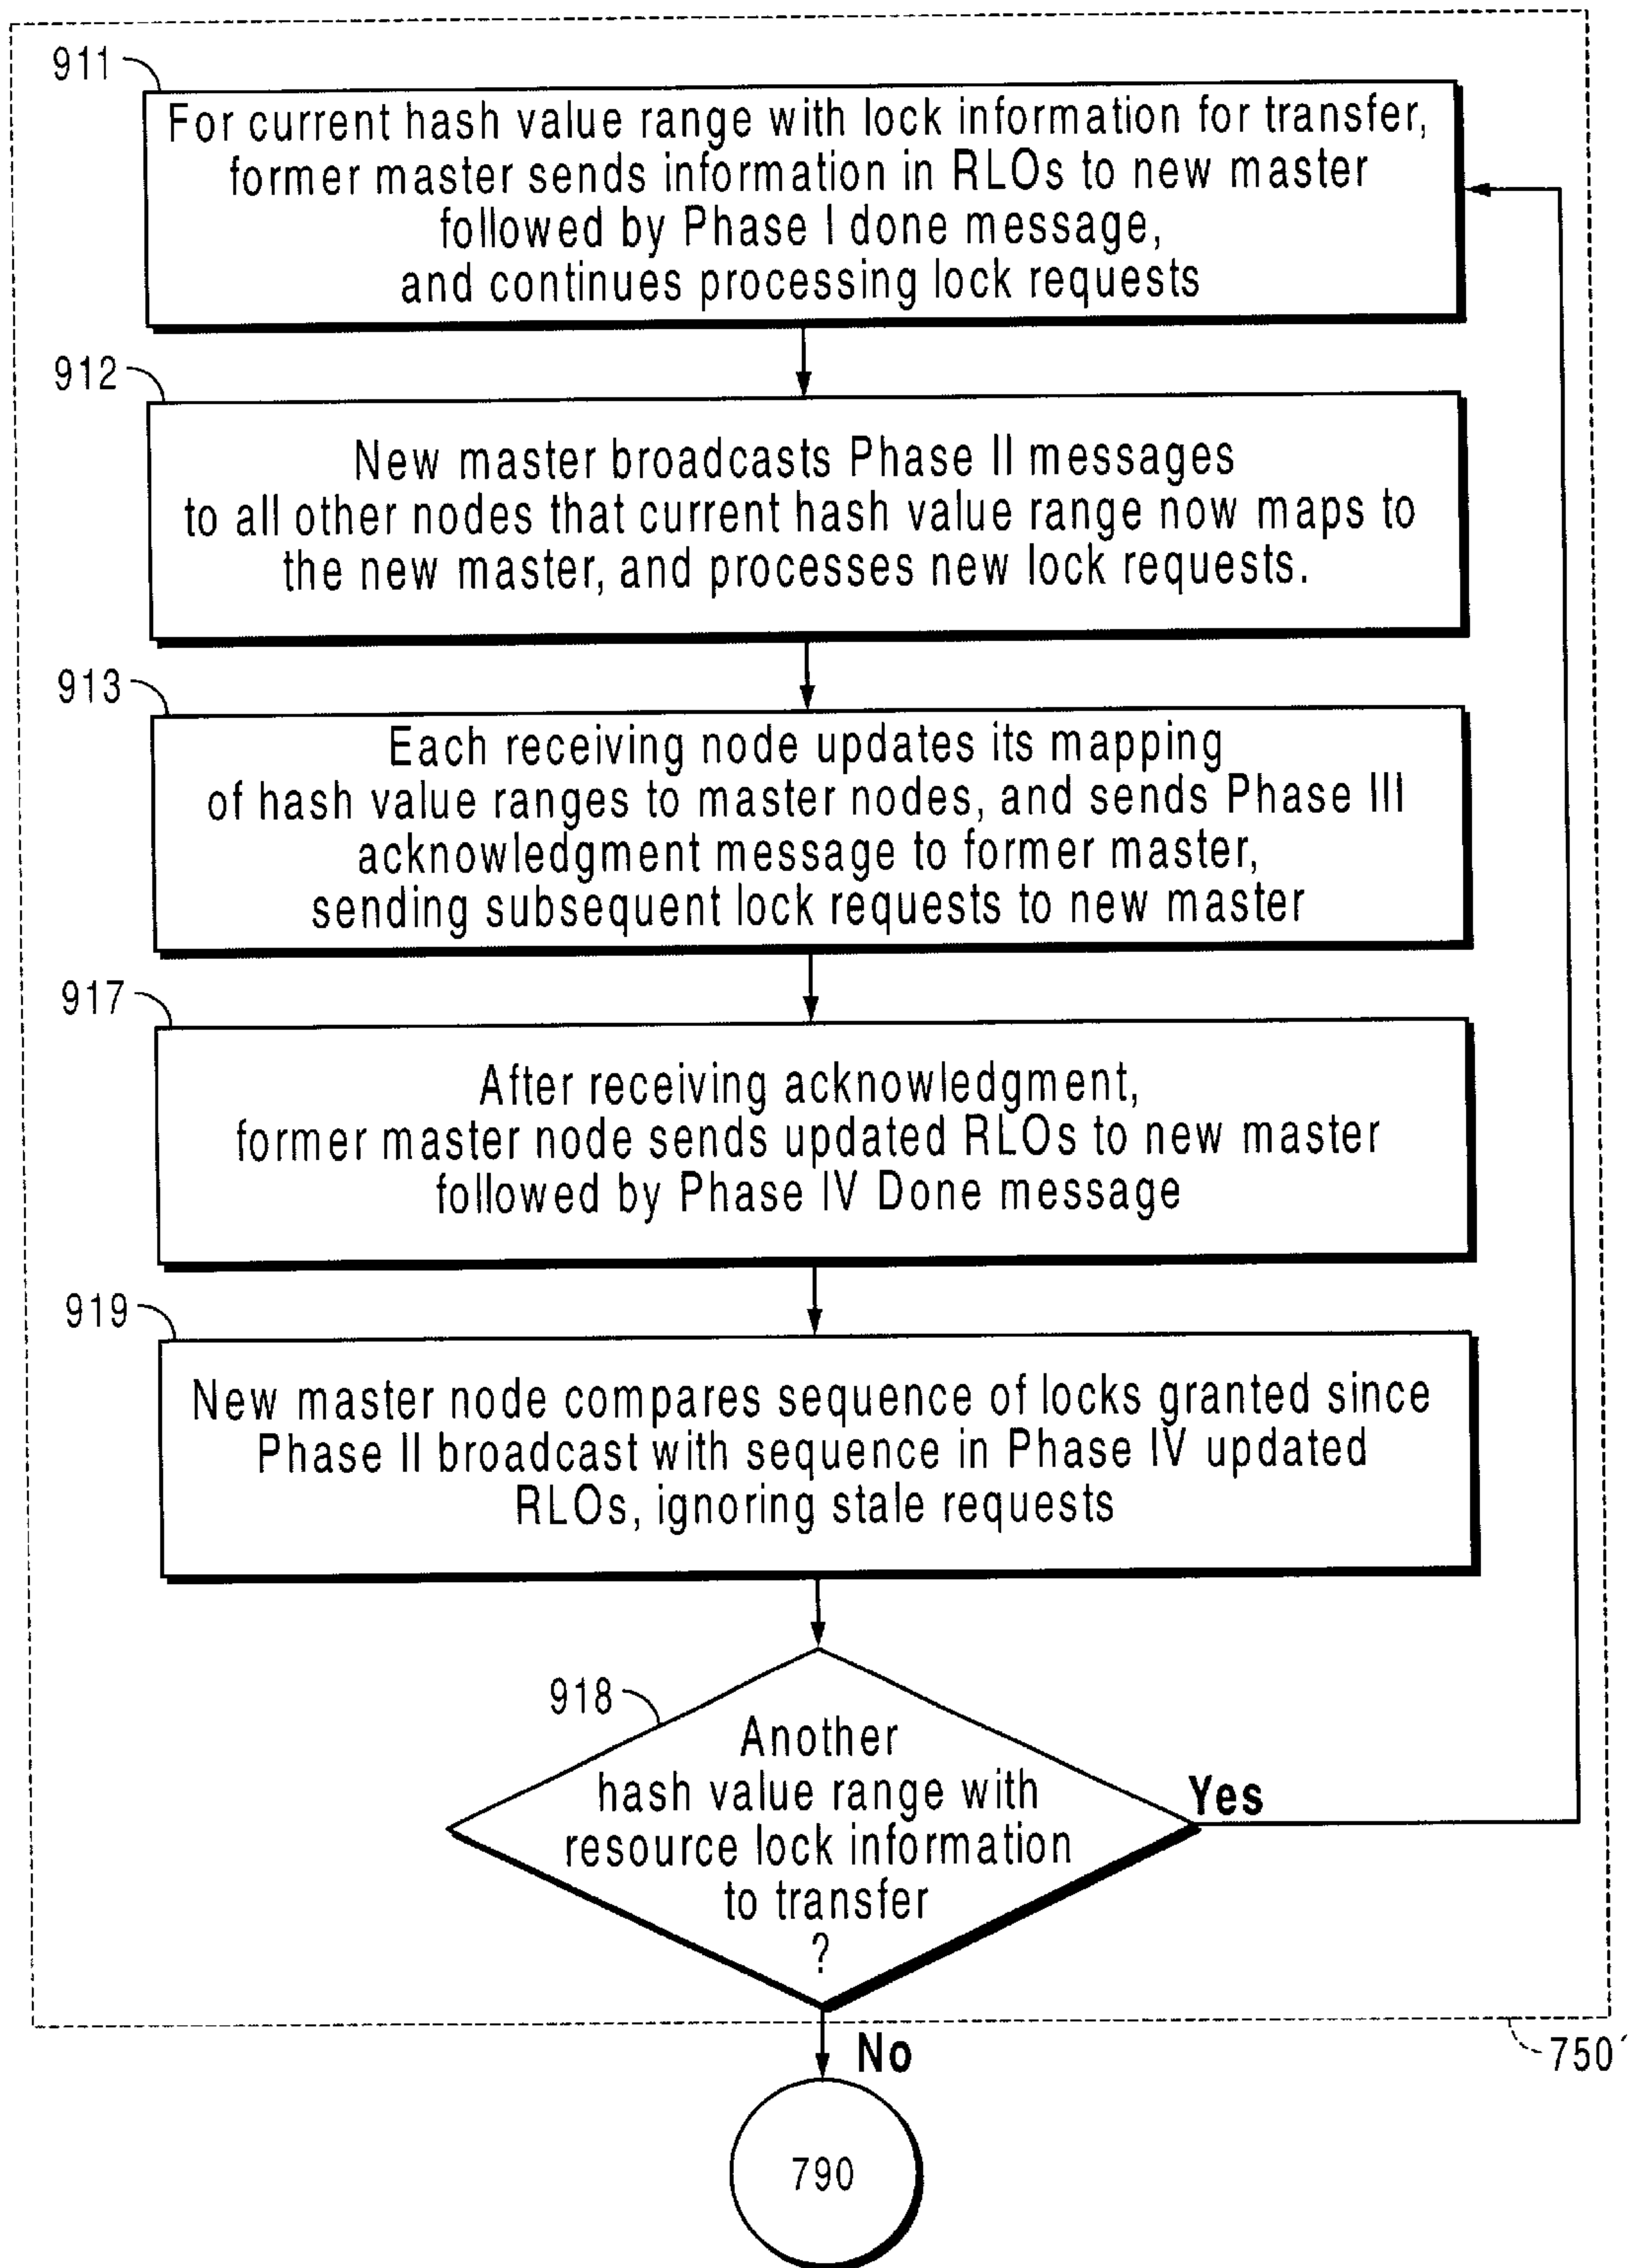 911
For current hash value range with lock information for transfer,
former master sends information in RLOs to new master
followed by Phase I done message,
and continues processing lock requests
912
New master broadcasts Phase II messages
to all other nodes that current hash value range now maps to
the new master, and processes new lock requests.
913
Each receiving node updates its mapping
of hash value ranges to master nodes, and sends Phase III
acknowledgment message to former master,
sending subsequent lock requests to new master
917
After receiving acknowledgment,
former master node sends updated RLOs to new master
followed by Phase IV Done message
919
New master node compares sequence of locks granted since
Phase II broadcast with sequence in Phase IV updated
RLOs, ignoring stale requests
918
Another
hash value range with
resource lock information
to transfer
?
Yes
No
750´
790